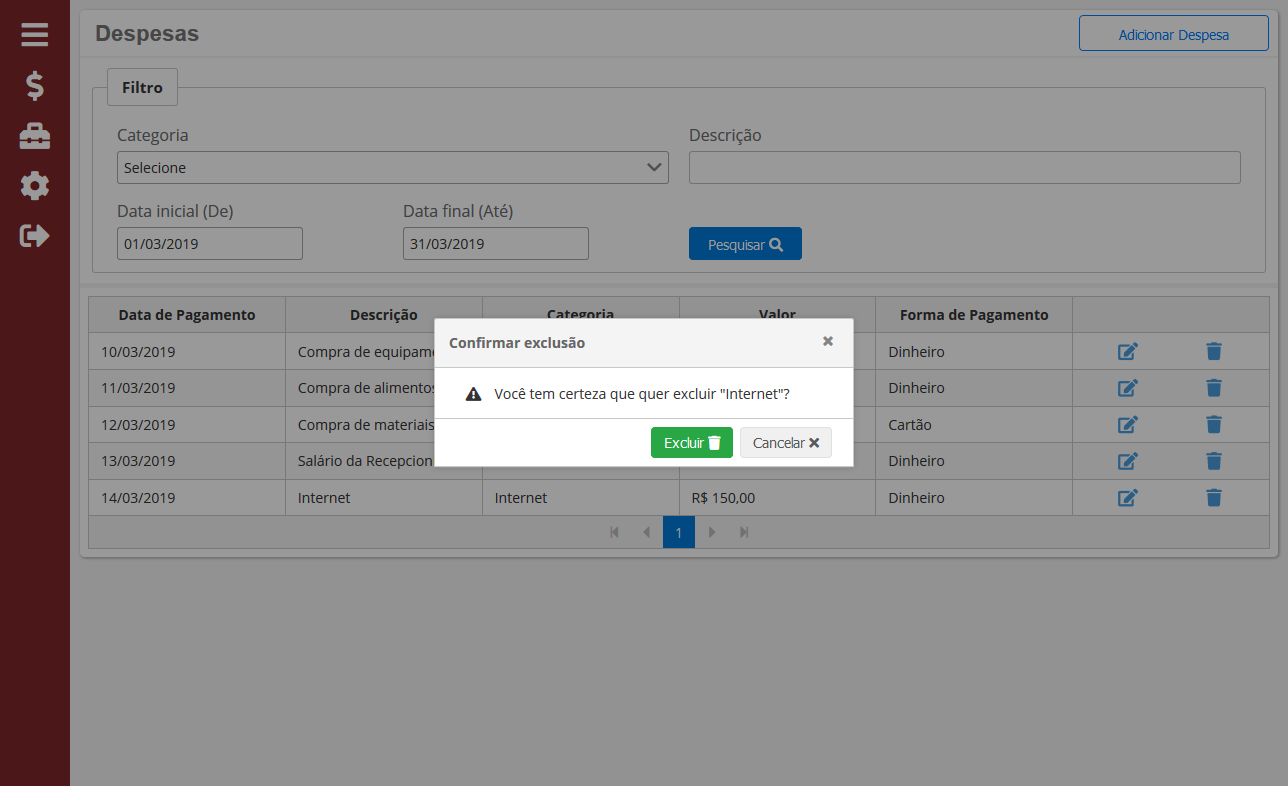 Despesas
Adicionar Despesa
Filtro
Categoria
Descrição
Selecione
Data inicial (De)
Data final (Até)
01/03/2019
31/03/2019
Pesquisar
Data de Pagamento
Descrição
Categoria
Valor
Forma de Pagamento
Confirmar exclusão
10/03/2019
Compra de equipam
Dinheiro
11/03/2019
Compra de alimentos
Dinheiro
Você tem certeza que quer excluir "Internet"?
12/03/2019
Compra de materiais
Cartão
Excluir
Cancelar
13/03/2019
Salário da Recepcion
Dinheiro
14/03/2019
Internet
Internet
R$ 150,00
Dinheiro
1